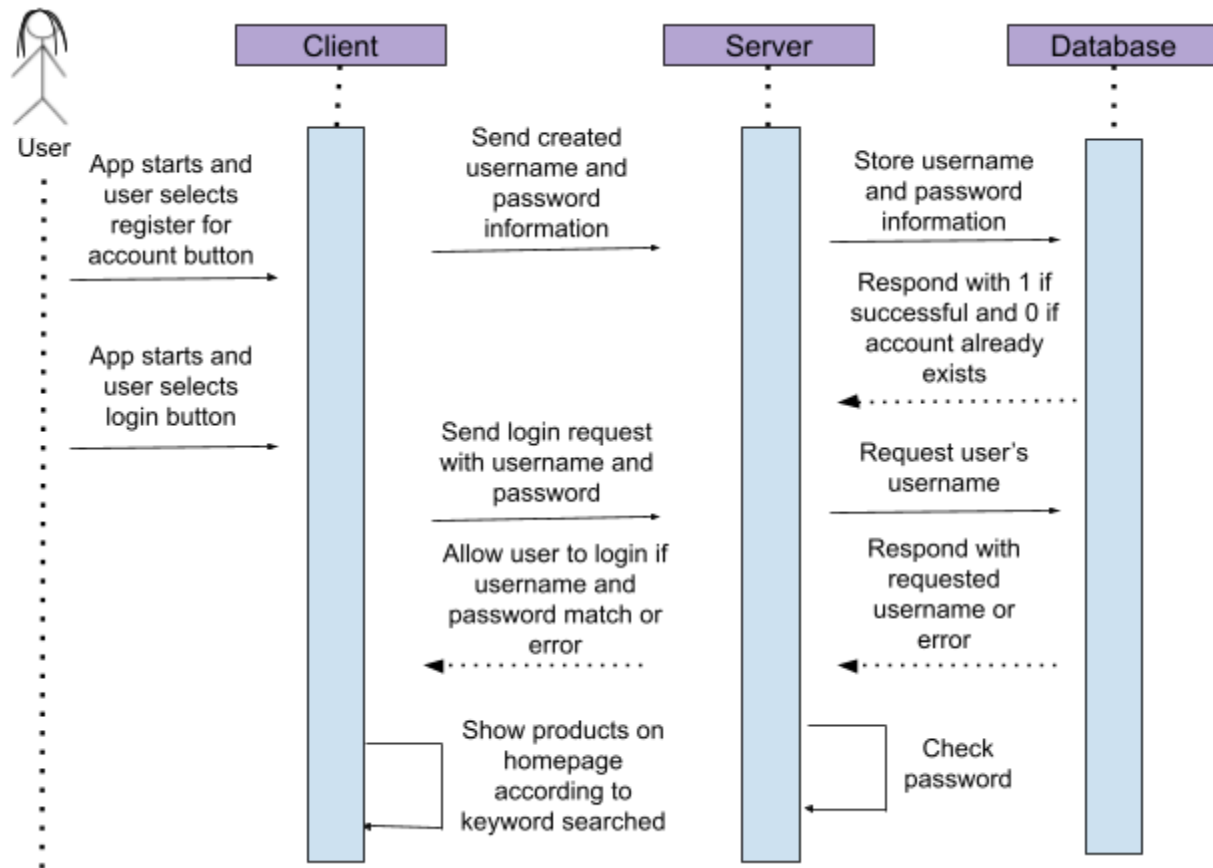 Client
Server
Database
User
App starts and
user selects
register for
account button
Send created
username and
password
information
Store username
and password
information
Respond with 1 if
successful and 0 if
account already
exists
App starts and
user selects
login button
Send login request
with username and
password
Request user's
username
Allow user to login if
username and
password match or
error
Respond with
requested
username or
error
Show products on
homepage
according to
keyword searched
Check
password